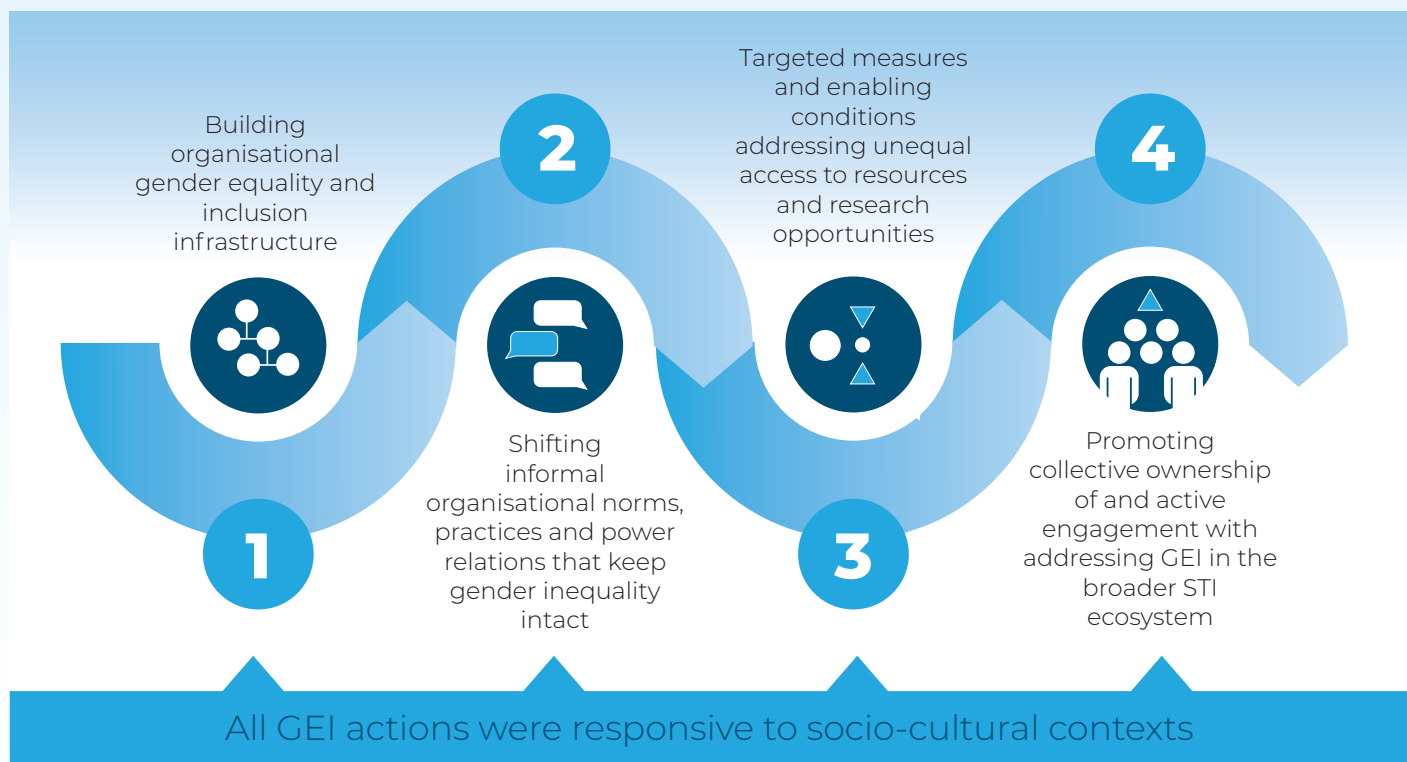 Building
organisational
gender equality and
inclusion
infrastructure
1
2
Shifting
informal
organisational norms,
practices and power
relations that keep
gender inequality
intact
Targeted measures
and enabling
conditions
addressing unequal
access to resources
and research
opportunities
3
4
Promoting
collective ownership
of and active
engagement with
addressing GEI in the
broader STI
ecosystem
All GEI actions were responsive to socio-cultural contexts